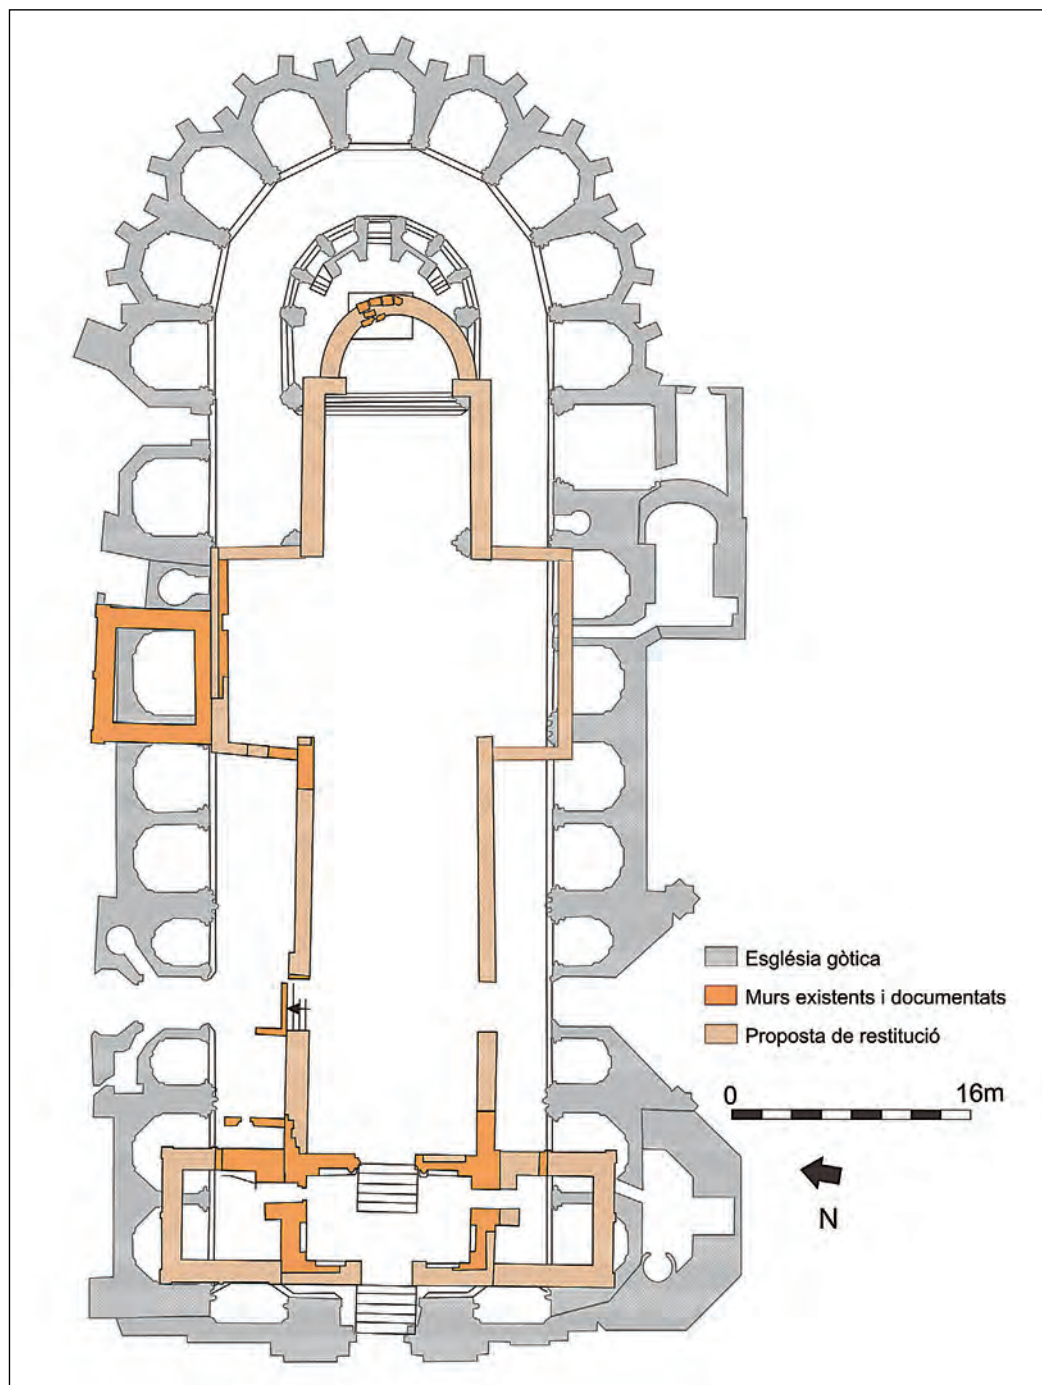 Església gòtica
Murs existents i documentats
Proposta de restitució
0 16m
N